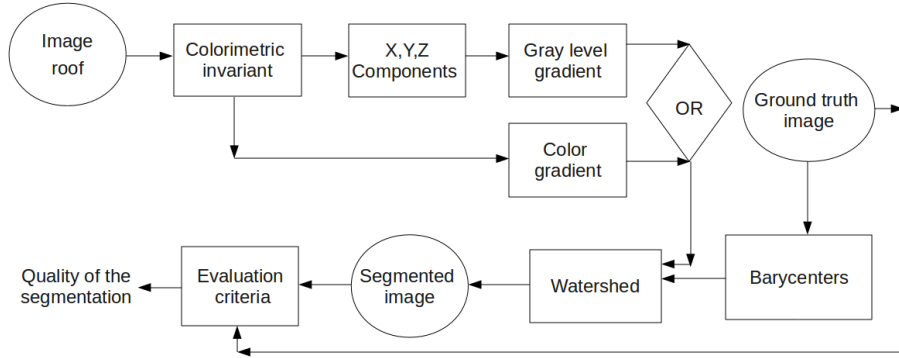 Image
roof
Colorimetric
invariant
X,Y,Z
Components
Gray level
gradient
OR
Ground truth
image
Color
gradient
Quality of the
segmentation
Evaluation
criteria
Segmented
image
Watershed
Barycenters